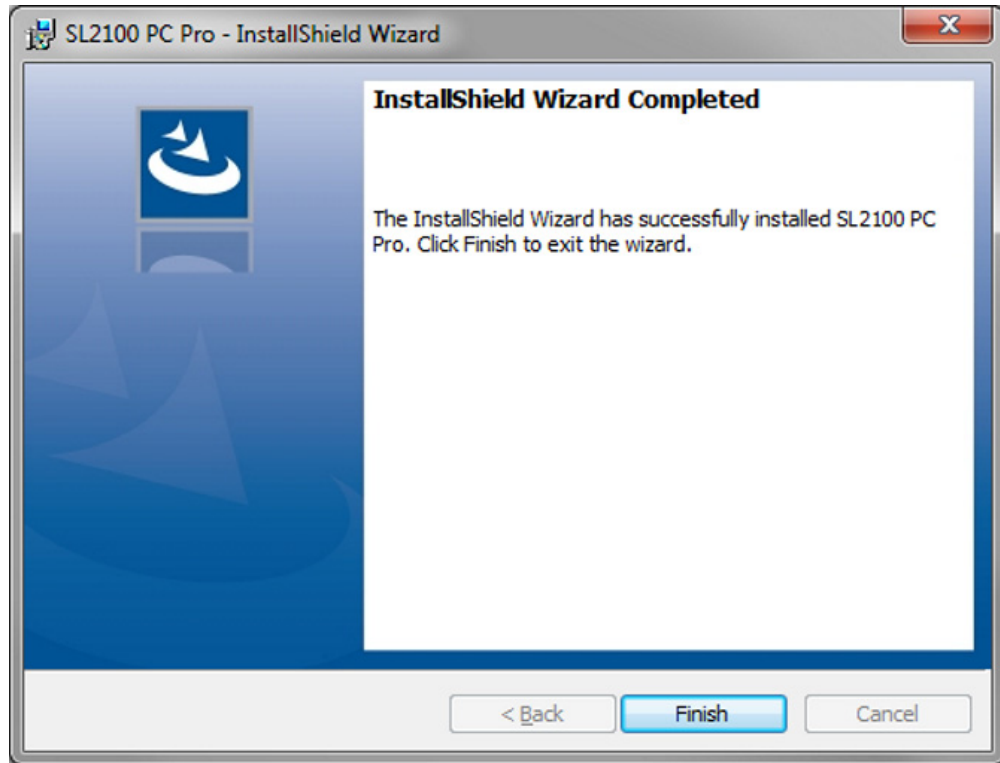 SL2100 PC Pro - InstallShield Wizard
InstallShield Wizard Completed
The InstallShield Wizard has successfully installed SL2100 PC
Pro. Click Finish to exit the wizard.
< Back
Finish
Cancel